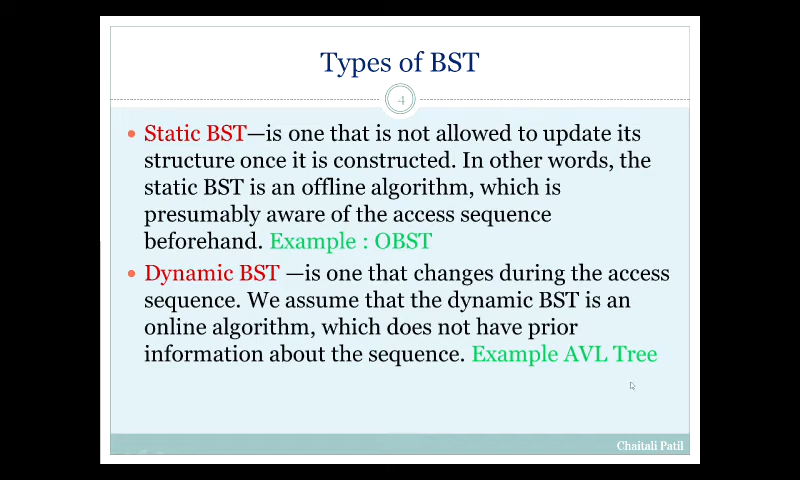 Types of BST
4
• Static BST—is one that is not allowed to update its
structure once it is constructed. In other words, the
static BST is an offline algorithm, which is
presumably aware of the access sequence
beforehand. Example : OBST
• Dynamic BST —is one that changes during the access
sequence. We assume that the dynamic BST is an
online algorithm, which does not have prior
information about the sequence. Example AVL Tree
Chaitali Patil